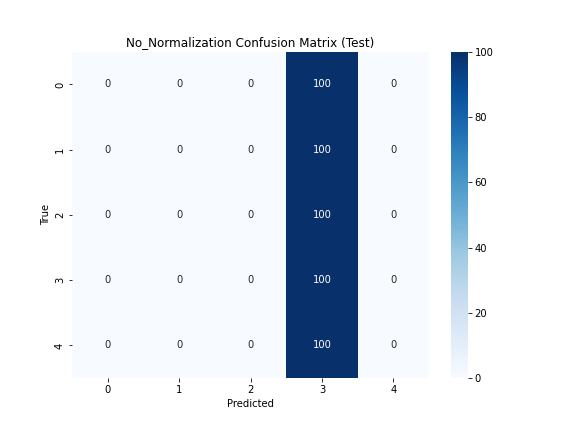 No_Normalization Confusion Matrix (Test)
0 0 0 0 100 0
1 0 0 0 100 0
2 0 0 0 100 0
3 0 0 0 100 0
4 0 0 0 100 0
0 1 2 3 4
Predicted
True
100
80
60
40
20
0